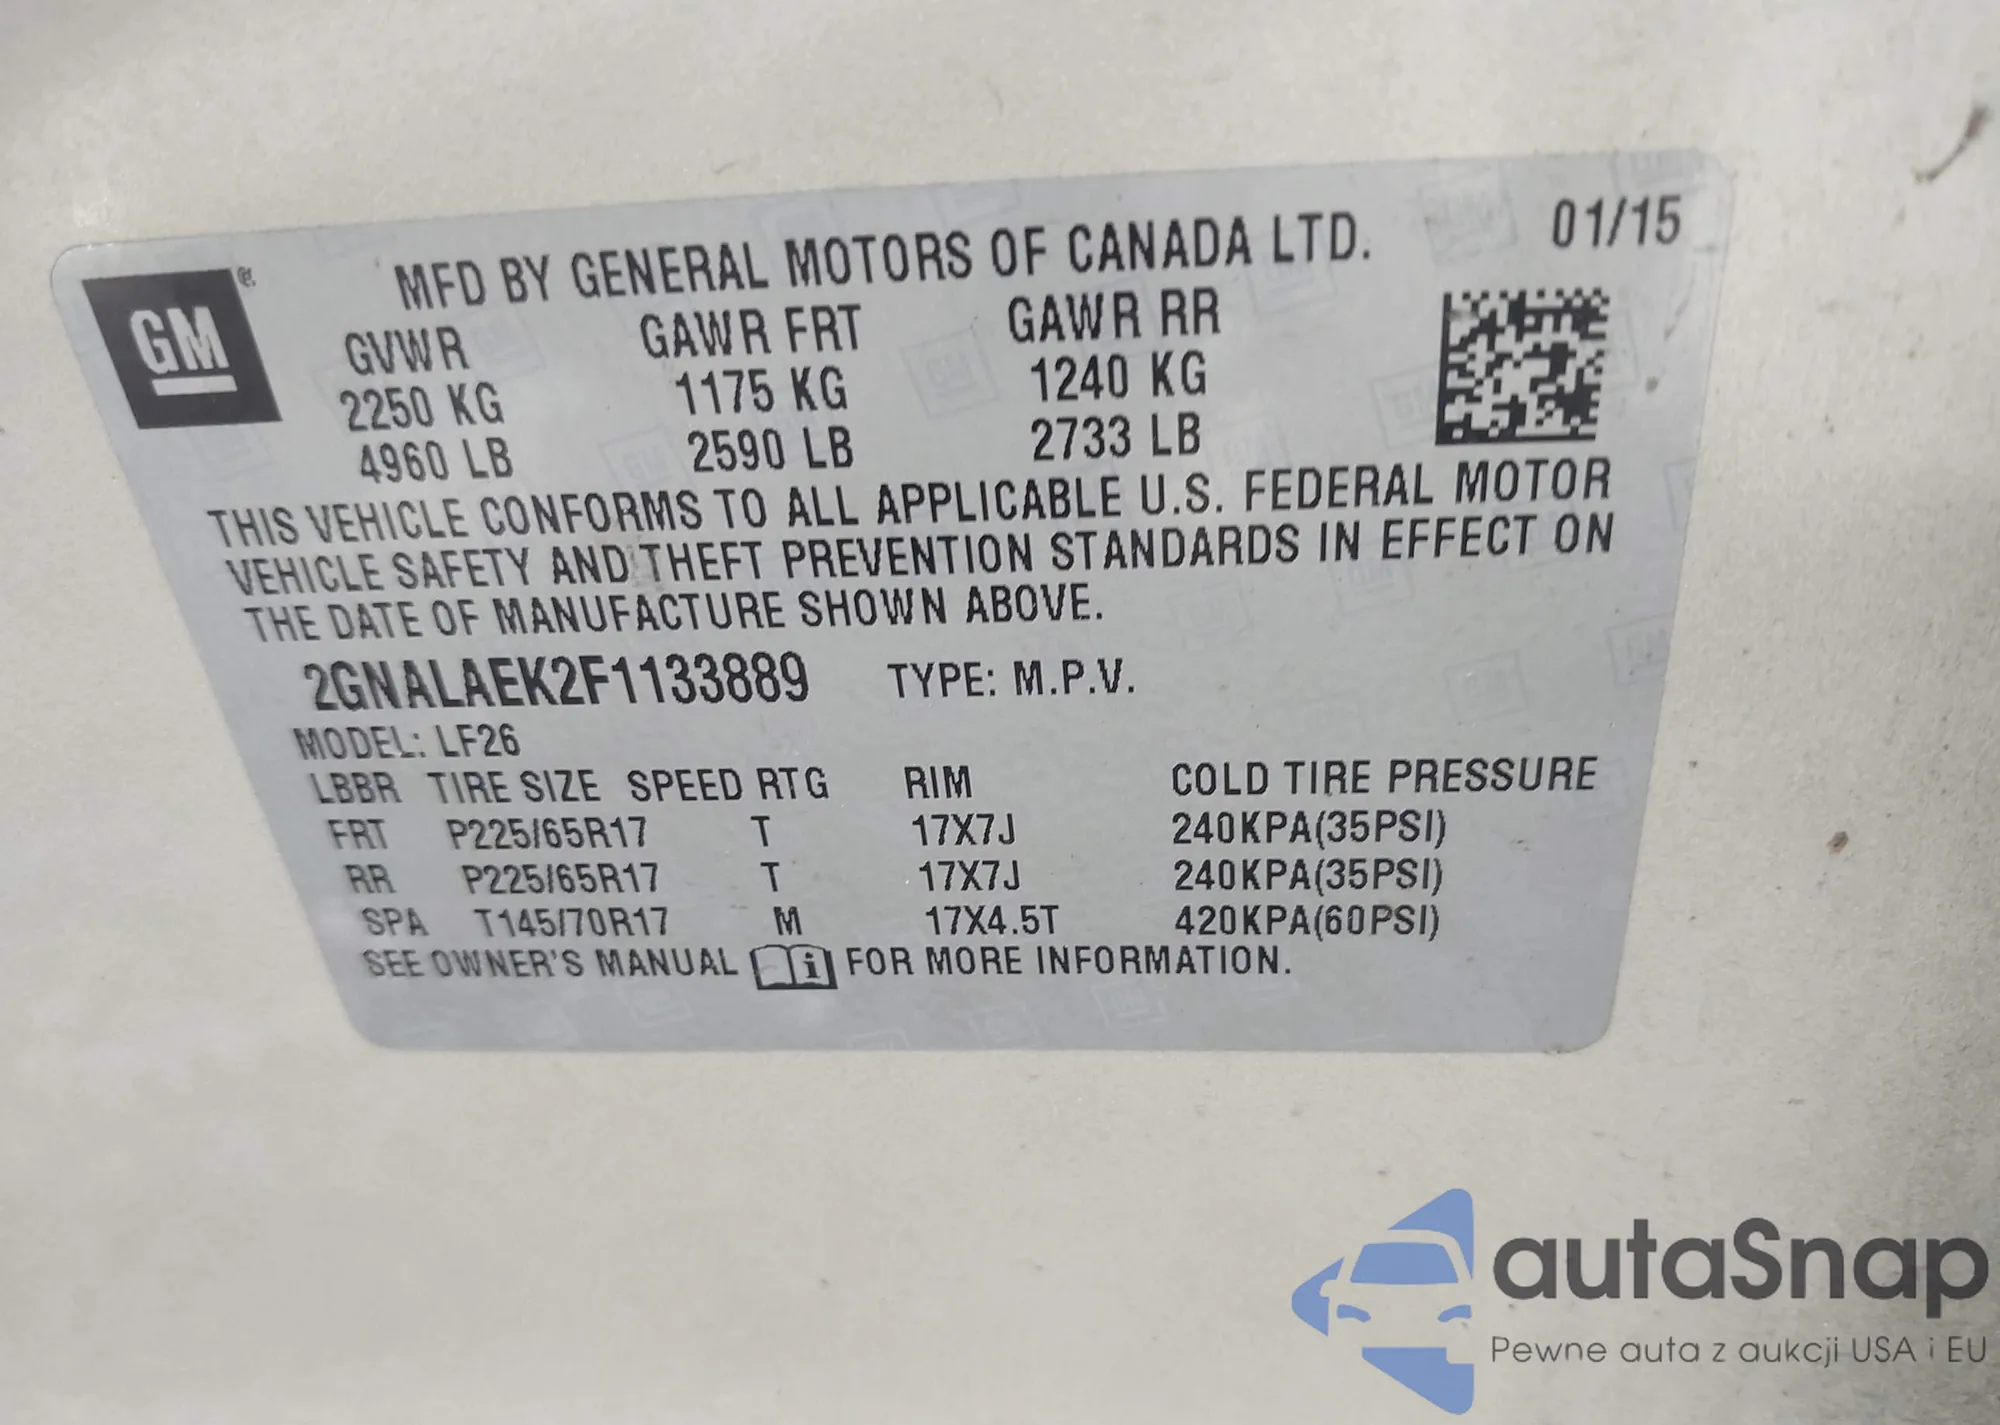 GM ®
MFD BY GENERAL MOTORS OF CANADA LTD. 01/15
GVWR GAWR FRT GAWR RR
2250 KG 1175 KG 1240 KG
4960 LB 2590 LB 2733 LB
THIS VEHICLE CONFORMS TO ALL APPLICABLE U.S. FEDERAL MOTOR
VEHICLE SAFETY AND THEFT PREVENTION STANDARDS IN EFFECT ON
THE DATE OF MANUFACTURE SHOWN ABOVE.
2GNALAEK2F1133889 TYPE: M.P.V.
MODEL: LF26
LBBR TIRE SIZE SPEED RTG RIM COLD TIRE PRESSURE
FRT P225/65R17 T 17X7J 240KPA(35PSI)
RR P225/65R17 T 17X7J 240KPA(35PSI)
SPA T145/70R17 M 17X4.5T 420KPA(60PSI)
SEE OWNER'S MANUAL i FOR MORE INFORMATION.
autaSnap
Pewne auta z aukcji USA i EU